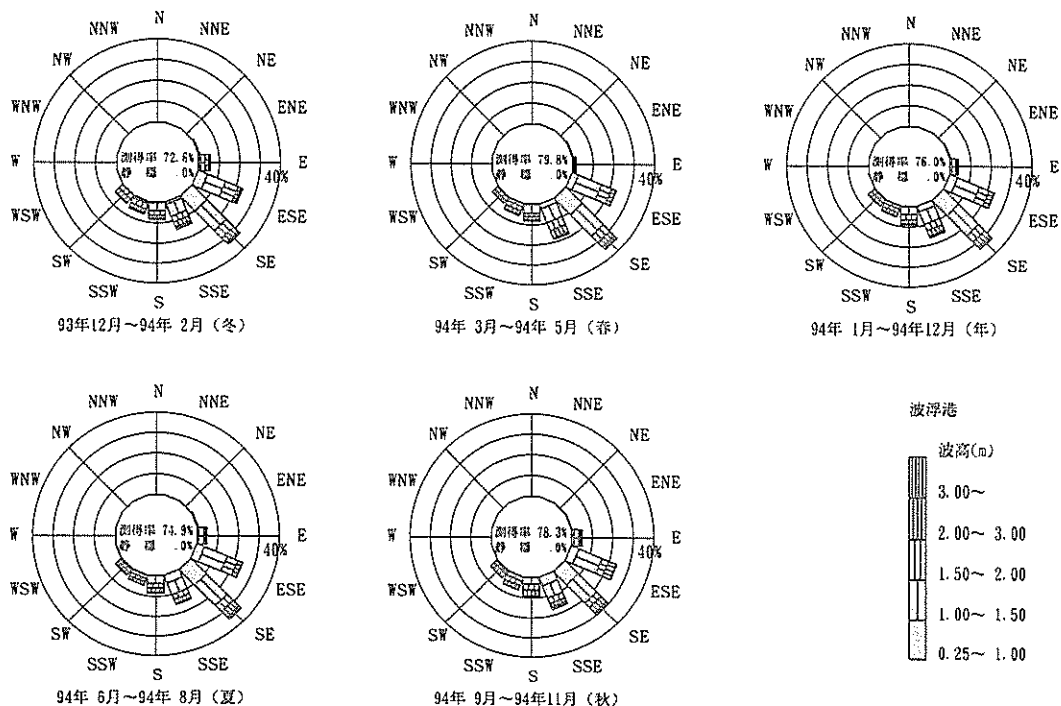 N
NNW NNE
NW NE
WNW ENE
W E
測得率 72.6%
静 穏 .0%
40%
WSW ESE
SW SE
SSW SSE
S
93年12月～94年 2月（冬）
N
NNW NNE
NW NE
WNW ENE
W E
測得率 79.8%
静 穏 .0%
40%
WSW ESE
SW SE
SSW SSE
S
94年 3月～94年 5月（春）
N
NNW NNE
NW NE
WNW ENE
W E
測得率 76.0%
静 穏 .0%
40%
WSW ESE
SW SE
SSW SSE
S
94年 1月～94年12月（年）
N
NNW NNE
NW NE
WNW ENE
W E
測得率 74.9%
静 穏 .0%
40%
WSW ESE
SW SE
SSW SSE
S
94年 6月～94年 8月（夏）
N
NNW NNE
NW NE
WNW ENE
W E
測得率 78.3%
静 穏 .0%
40%
WSW ESE
SW SE
SSW SSE
S
94年 9月～94年11月（秋）
波浮港
波高(m)
3.00～
2.00～ 3.00
1.50～ 2.00
1.00～ 1.50
0.25～ 1.00